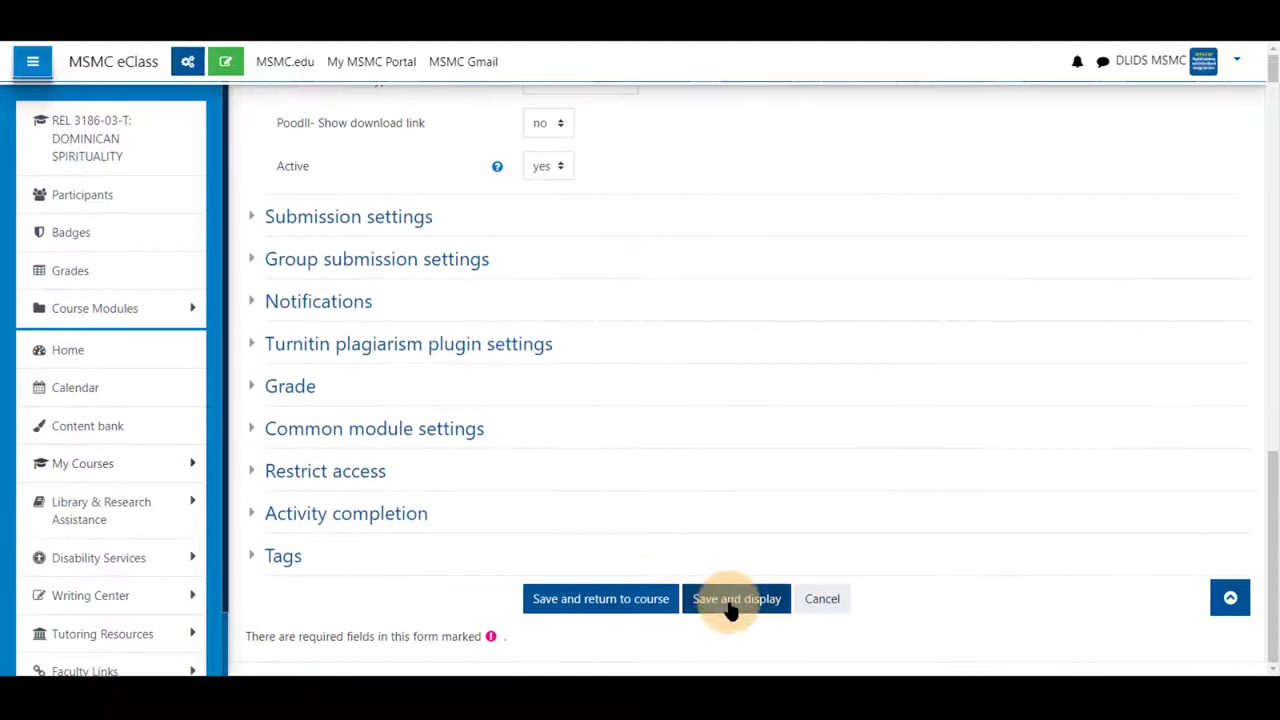 MSMC eClass
MSMC.edu
My MSMC Portal
MSMC Gmail
DLIDS MSMC
REL 3186-03-T:
DOMINICAN
SPIRITUALITY
Participants
Badges
Grades
Course Modules
Home
Calendar
Content bank
My Courses
Library & Research
Assistance
Disability Services
Writing Center
Tutoring Resources
Faculty Links
Poodll- Show download link
no
Active
yes
Submission settings
Group submission settings
Notifications
Turnitin plagiarism plugin settings
Grade
Common module settings
Restrict access
Activity completion
Tags
Save and return to course
Save and display
Cancel
There are required fields in this form marked .